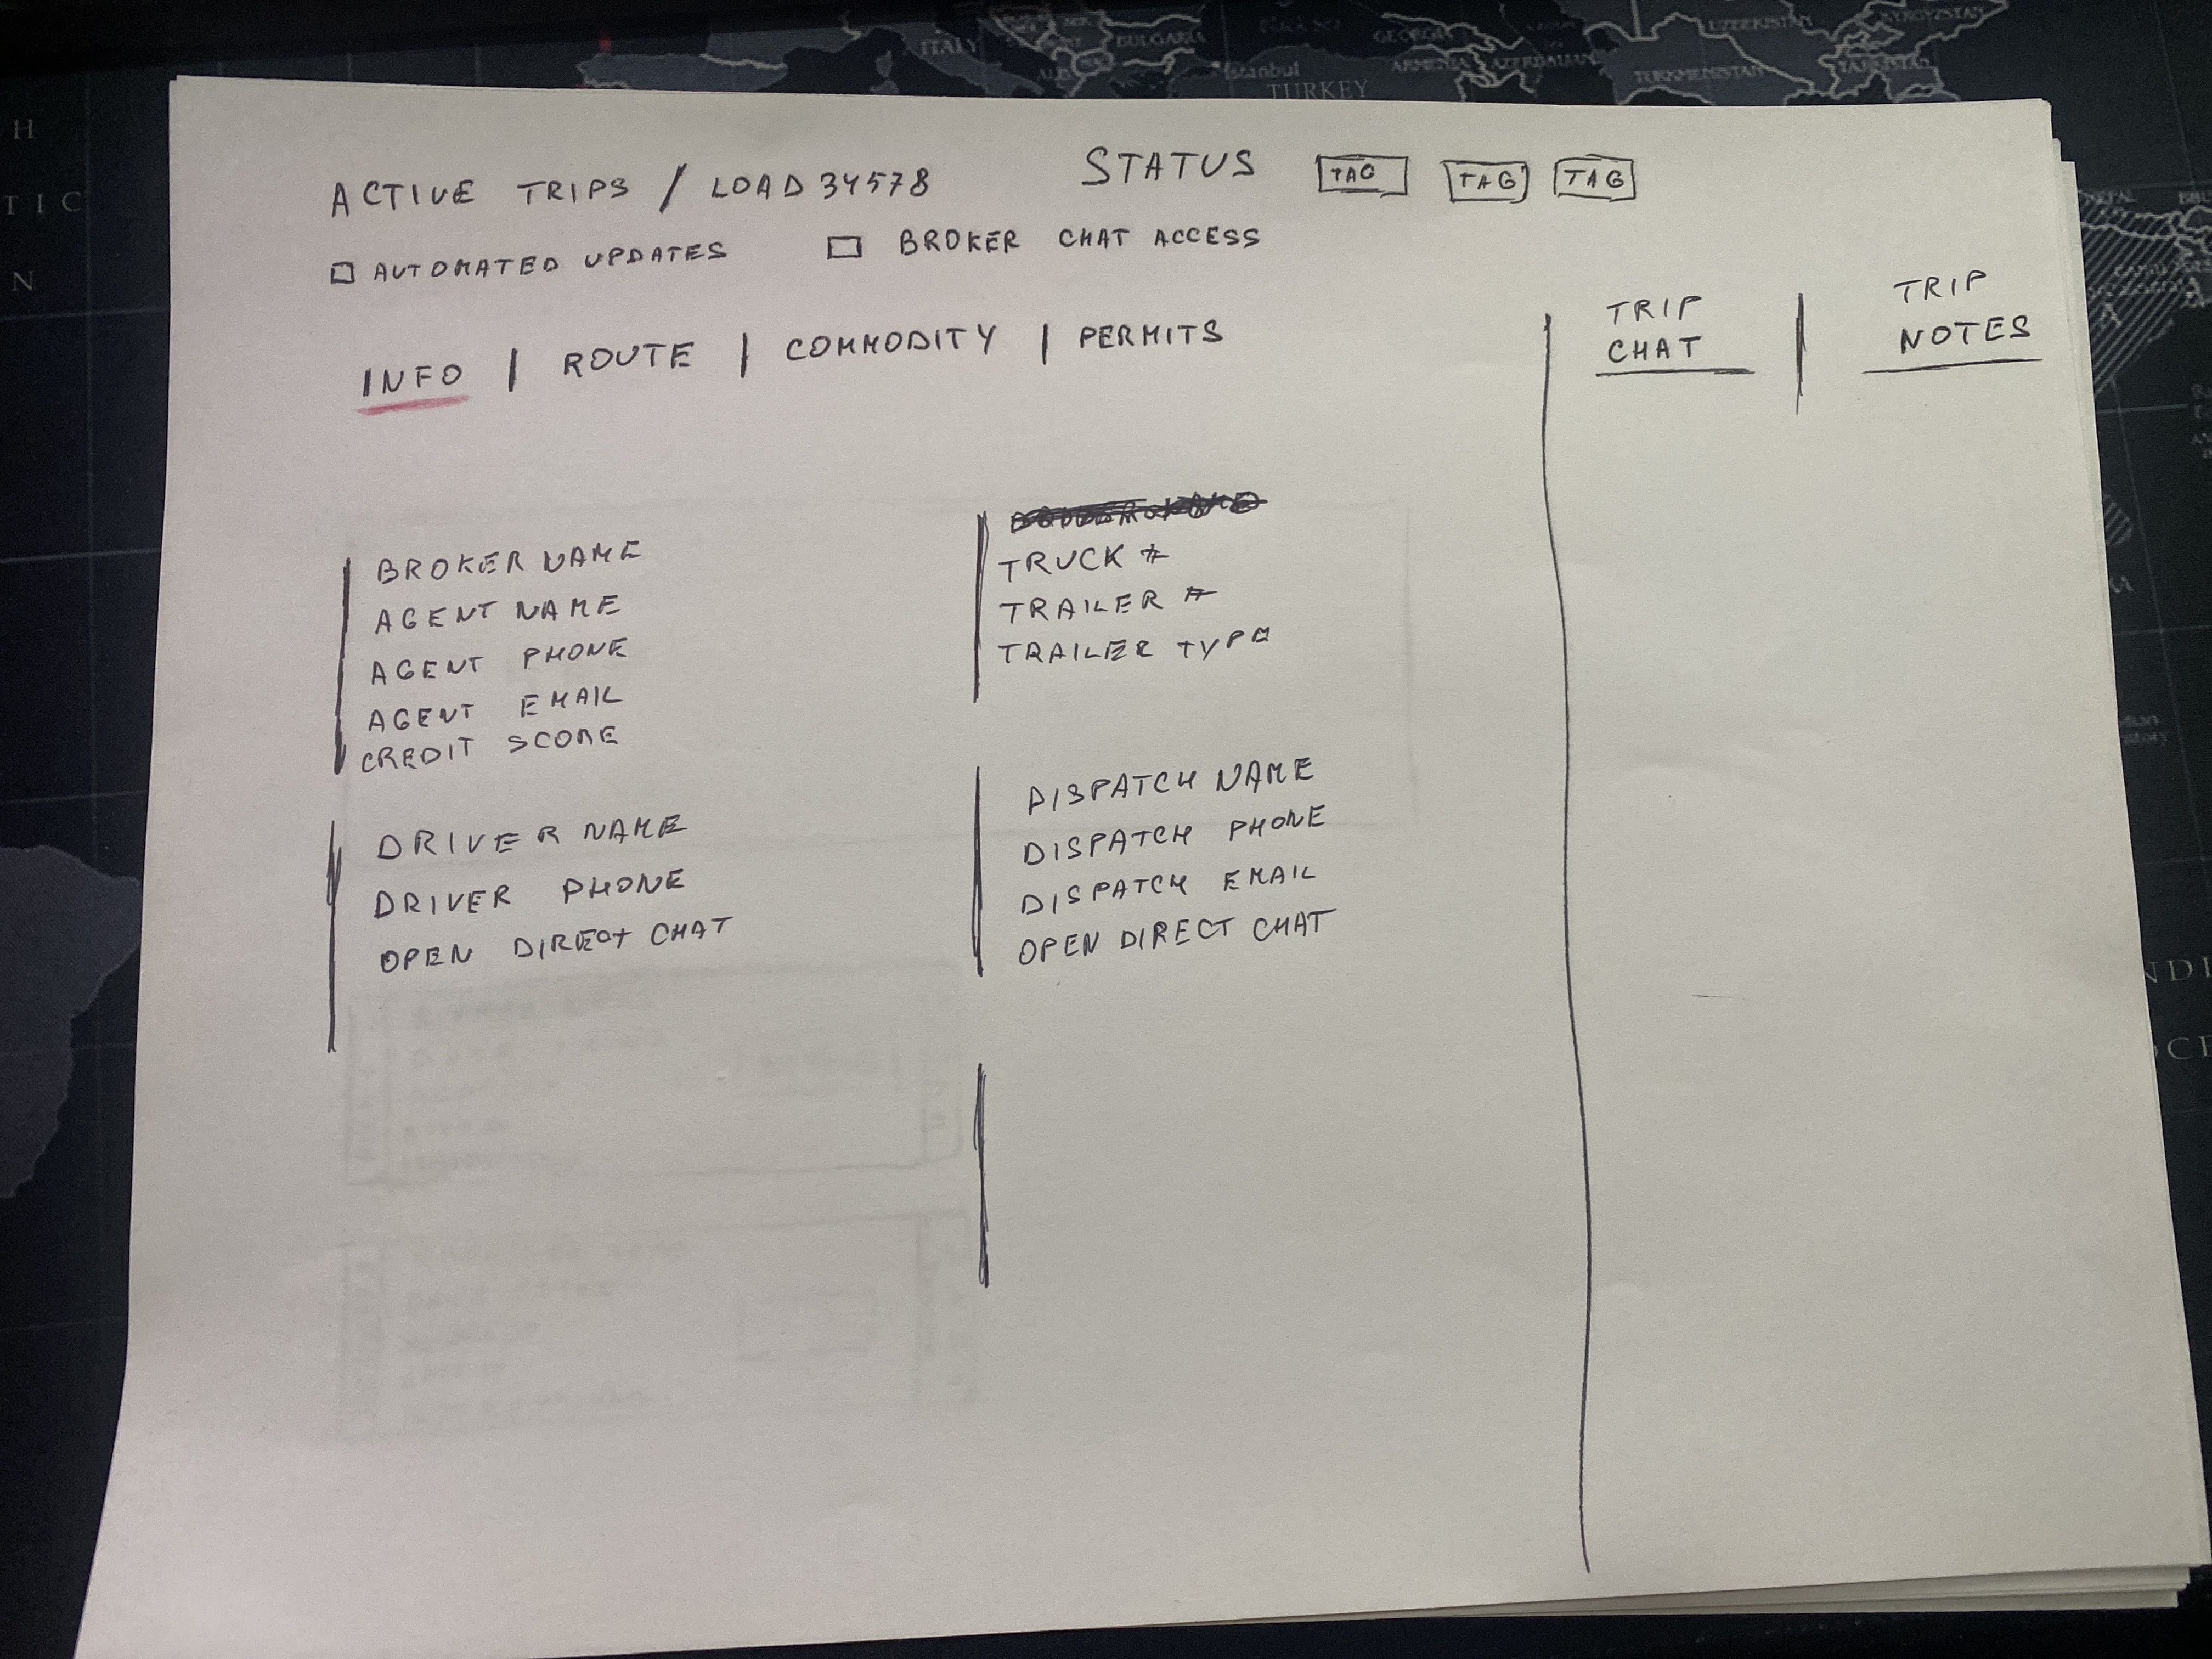 ITALY
BULGARIA
GEORGIA
UZBEKISTAN
KYRGYZSTAN
Istanbul
ARMENIA
AZERBAIJAN
TURKMENISTAN
TAJIKISTAN
TURKEY
ACTIVE TRIPS / LOAD 34578
STATUS
TAG
TAG
TAG
AUTOMATED UPDATES
BROKER CHAT ACCESS
INFO | ROUTE | COMMODITY | PERMITS
TRIP CHAT
TRIP NOTES
BROKER NAME
AGENT NAME
AGENT PHONE
AGENT EMAIL
CREDIT SCORE
TRUCK #
TRAILER #
TRAILER TYPE
DRIVER NAME
DRIVER PHONE
OPEN DIRECT CHAT
DISPATCH NAME
DISPATCH PHONE
DISPATCH EMAIL
OPEN DIRECT CHAT